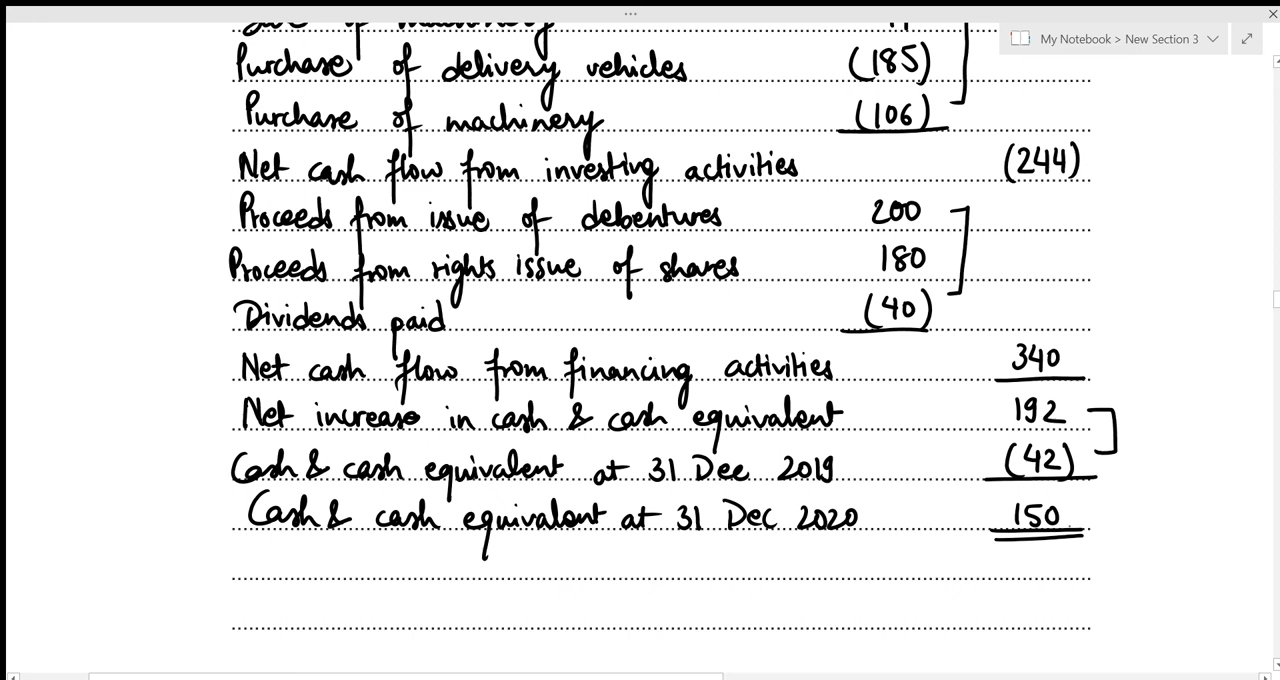 My Notebook > New Section 3
of machinery
Purchase of delivery vehicles (185)
Purchase of machinery (106)
Net cash flow from investing activities (244)
Proceeds from issue of debentures 200
Proceeds from rights issue of shares 180
Dividends paid (40)
Net cash flow from financing activities 340
Net increase in cash & cash equivalent 192
Cash & cash equivalent at 31 Dec 2019 (42)
Cash & cash equivalent at 31 Dec 2020 150